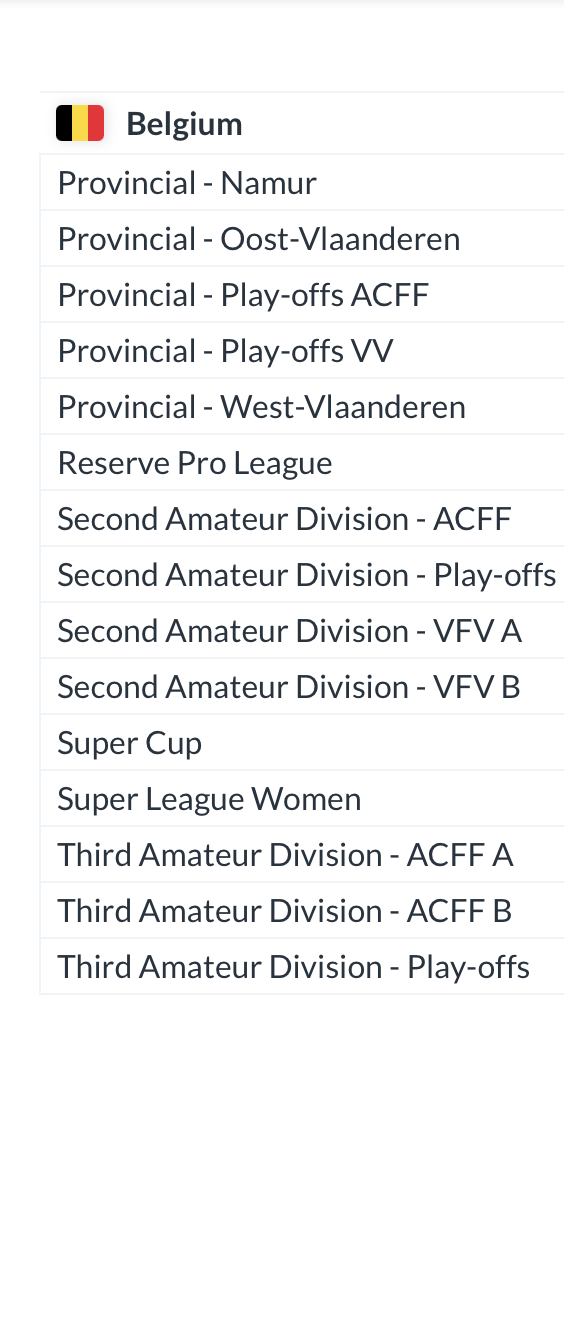 Belgium
Provincial - Namur
Provincial - Oost-Vlaanderen
Provincial - Play-offs ACFF
Provincial - Play-offs VV
Provincial - West-Vlaanderen
Reserve Pro League
Second Amateur Division - ACFF
Second Amateur Division - Play-offs
Second Amateur Division - VFV A
Second Amateur Division - VFV B
Super Cup
Super League Women
Third Amateur Division - ACFF A
Third Amateur Division - ACFF B
Third Amateur Division - Play-offs